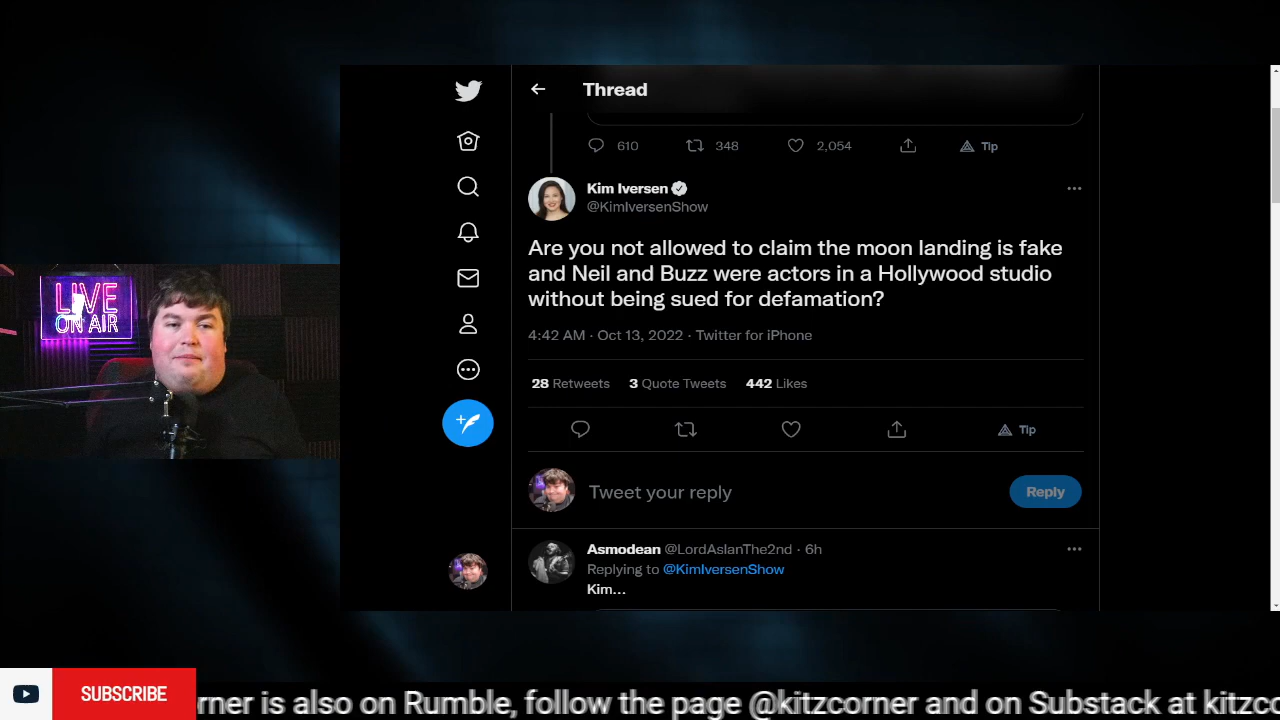 Thread
610 348 2,054 Tip
Kim Iversen
@KimIversenShow
Are you not allowed to claim the moon landing is fake
and Neil and Buzz were actors in a Hollywood studio
without being sued for defamation?
4:42 AM · Oct 13, 2022 · Twitter for iPhone
28 Retweets 3 Quote Tweets 442 Likes
Tip
Tweet your reply
Reply
Asmodean @LordAslanThe2nd · 6h
Replying to @KimIversenShow
Kim...
LIVE
ON AIR
SUBSCRIBE
rner is also on Rumble, follow the page @kitzcorner and on Substack at kitzco